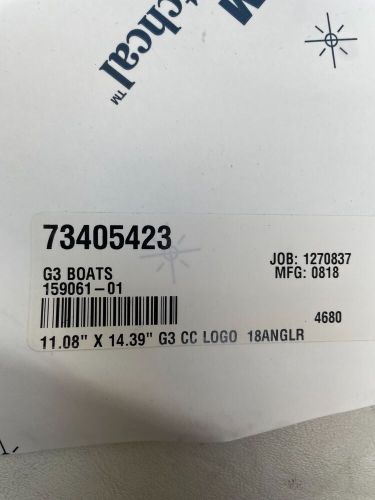 73405423
G3 BOATS
159061-01
JOB: 1270837
MFG: 0818
4680
11.08" X 14.39" G3 CC LOGO 18ANGLR